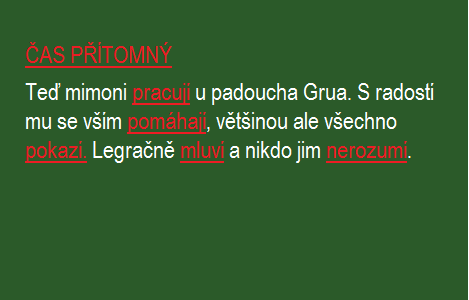 ČAS PŘÍTOMNÝ
Teď mimoni pracují u padoucha Grua. S radostí
mu se vším pomáhají, většinou ale všechno
pokazí. Legračně mluví a nikdo jim nerozumí.